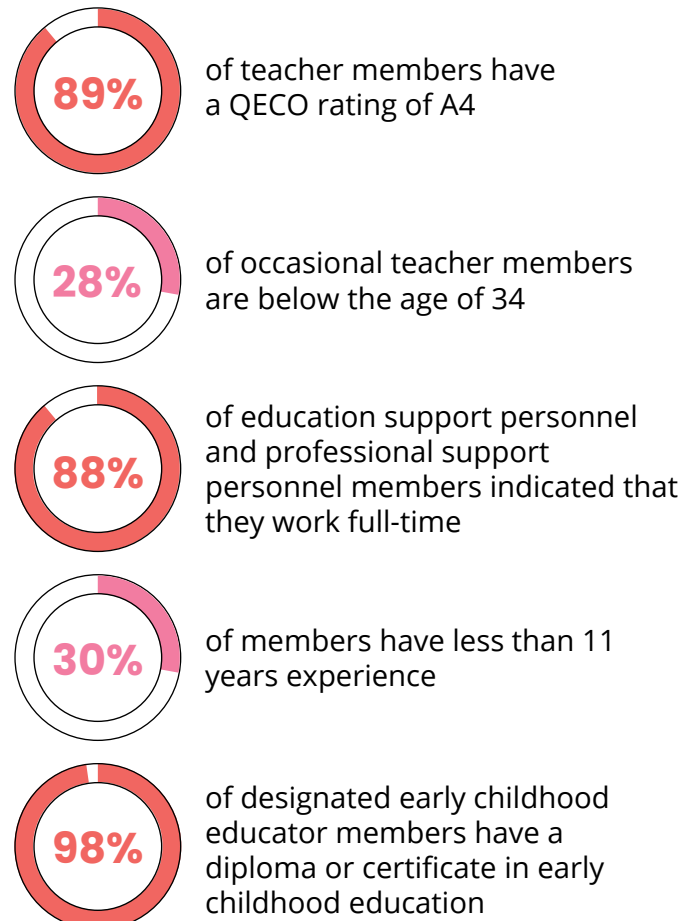 89%
of teacher members have
a QECO rating of A4
28%
of occasional teacher members
are below the age of 34
88%
of education support personnel
and professional support
personnel members indicated that
they work full-time
30%
of members have less than 11
years experience
98%
of designated early childhood
educator members have a
diploma or certificate in early
childhood education